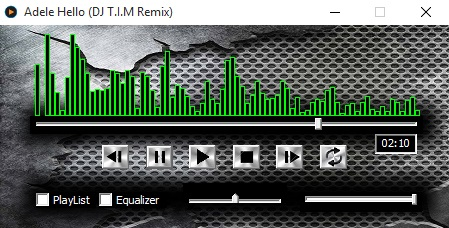 Adele Hello (DJ T.I.M Remix)
02:10
PlayList Equalizer